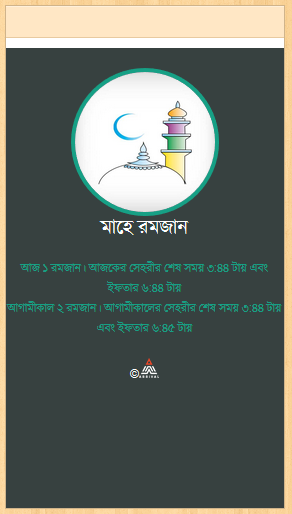 মাহে রমজান
আজ ১ রমজান। আজকের সেহরীর শেষ সময় ৩:৪৪ টায় এবং
ইফতার ৬:৪৪ টায়
আগামীকাল ২ রমজান। আগামীকালের সেহরীর শেষ সময় ৩:৪৪ টায়
এবং ইফতার ৬:৪৫ টায়
© ARRIVAL